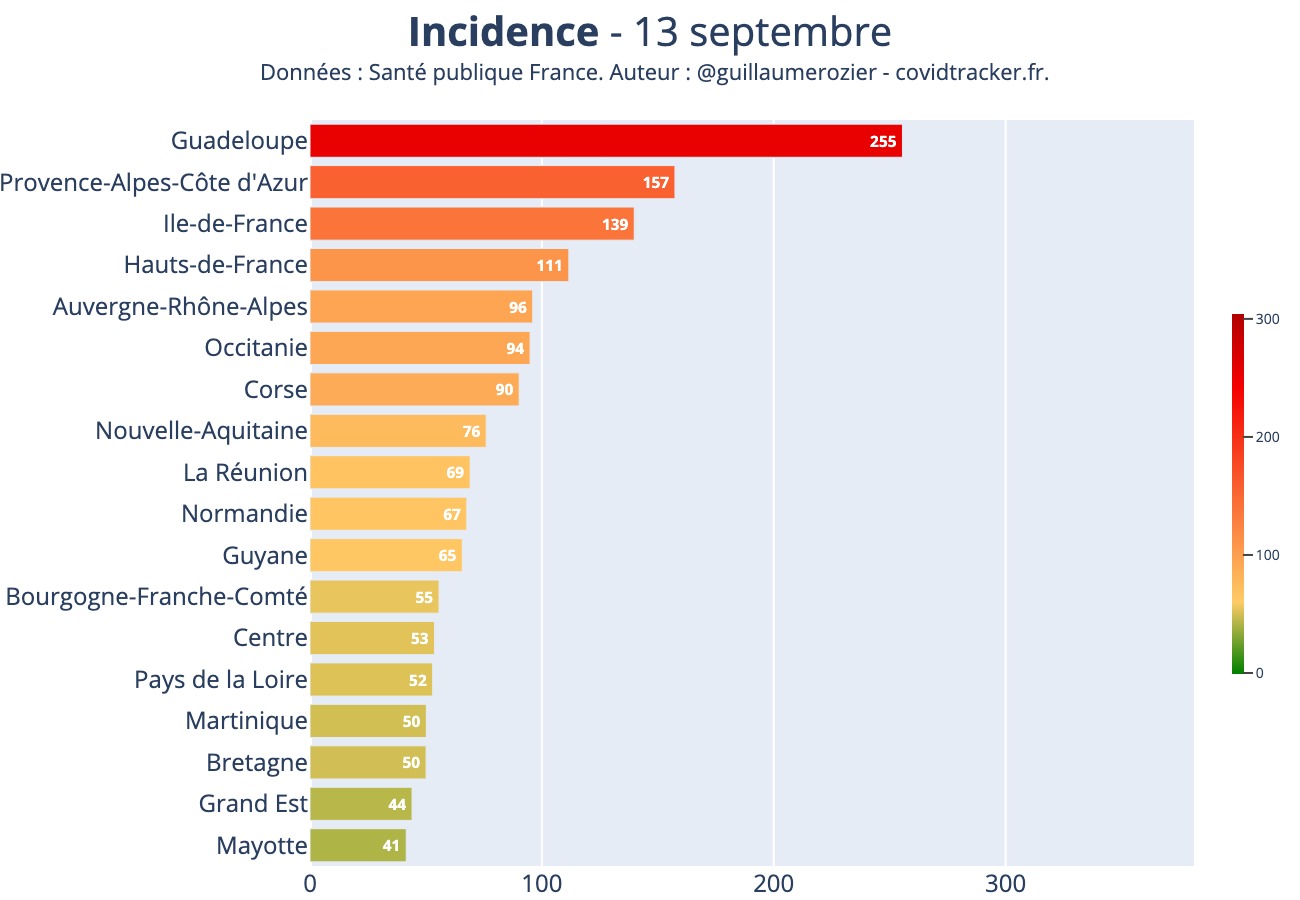 Incidence - 13 septembre
Données : Santé publique France. Auteur : @guillaumerozier - covidtracker.fr.
Guadeloupe 255
Provence-Alpes-Côte d'Azur 157
Ile-de-France 139
Hauts-de-France 111
Auvergne-Rhône-Alpes 96
Occitanie 94
Corse 90
Nouvelle-Aquitaine 76
La Réunion 69
Normandie 67
Guyane 65
Bourgogne-Franche-Comté 55
Centre 53
Pays de la Loire 52
Martinique 50
Bretagne 50
Grand Est 44
Mayotte 41
0 100 200 300
300
200
100
0